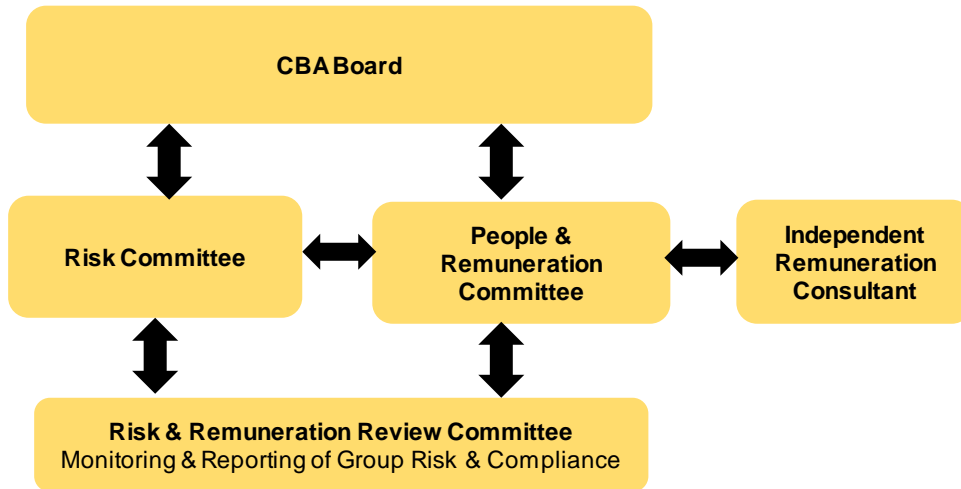 CBA Board
Risk Committee
People &
Remuneration
Committee
Independent
Remuneration
Consultant
Risk & Remuneration Review Committee
Monitoring & Reporting of Group Risk & Compliance